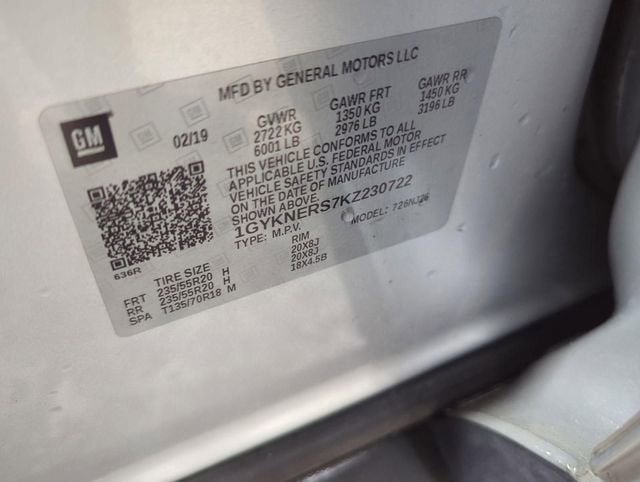 MFD BY GENERAL MOTORS LLC
GM
02/19
GVWR
2722 KG
6001 LB
GAWR FRT
1350 KG
2976 LB
GAWR RR
1450 KG
3196 LB
THIS VEHICLE CONFORMS TO ALL
APPLICABLE U.S. FEDERAL MOTOR
VEHICLE SAFETY STANDARDS IN EFFECT
ON THE DATE OF MANUFACTURE
SHOWN ABOVE.
1GYKNERS7KZ230722
TYPE: M.P.V. MODEL: 726NJ26
636R
TIRE SIZE RIM
FRT 235/55R20 H 20X8J
RR 235/55R20 H 20X8J
SPA T135/70R18 M 18X4.5B